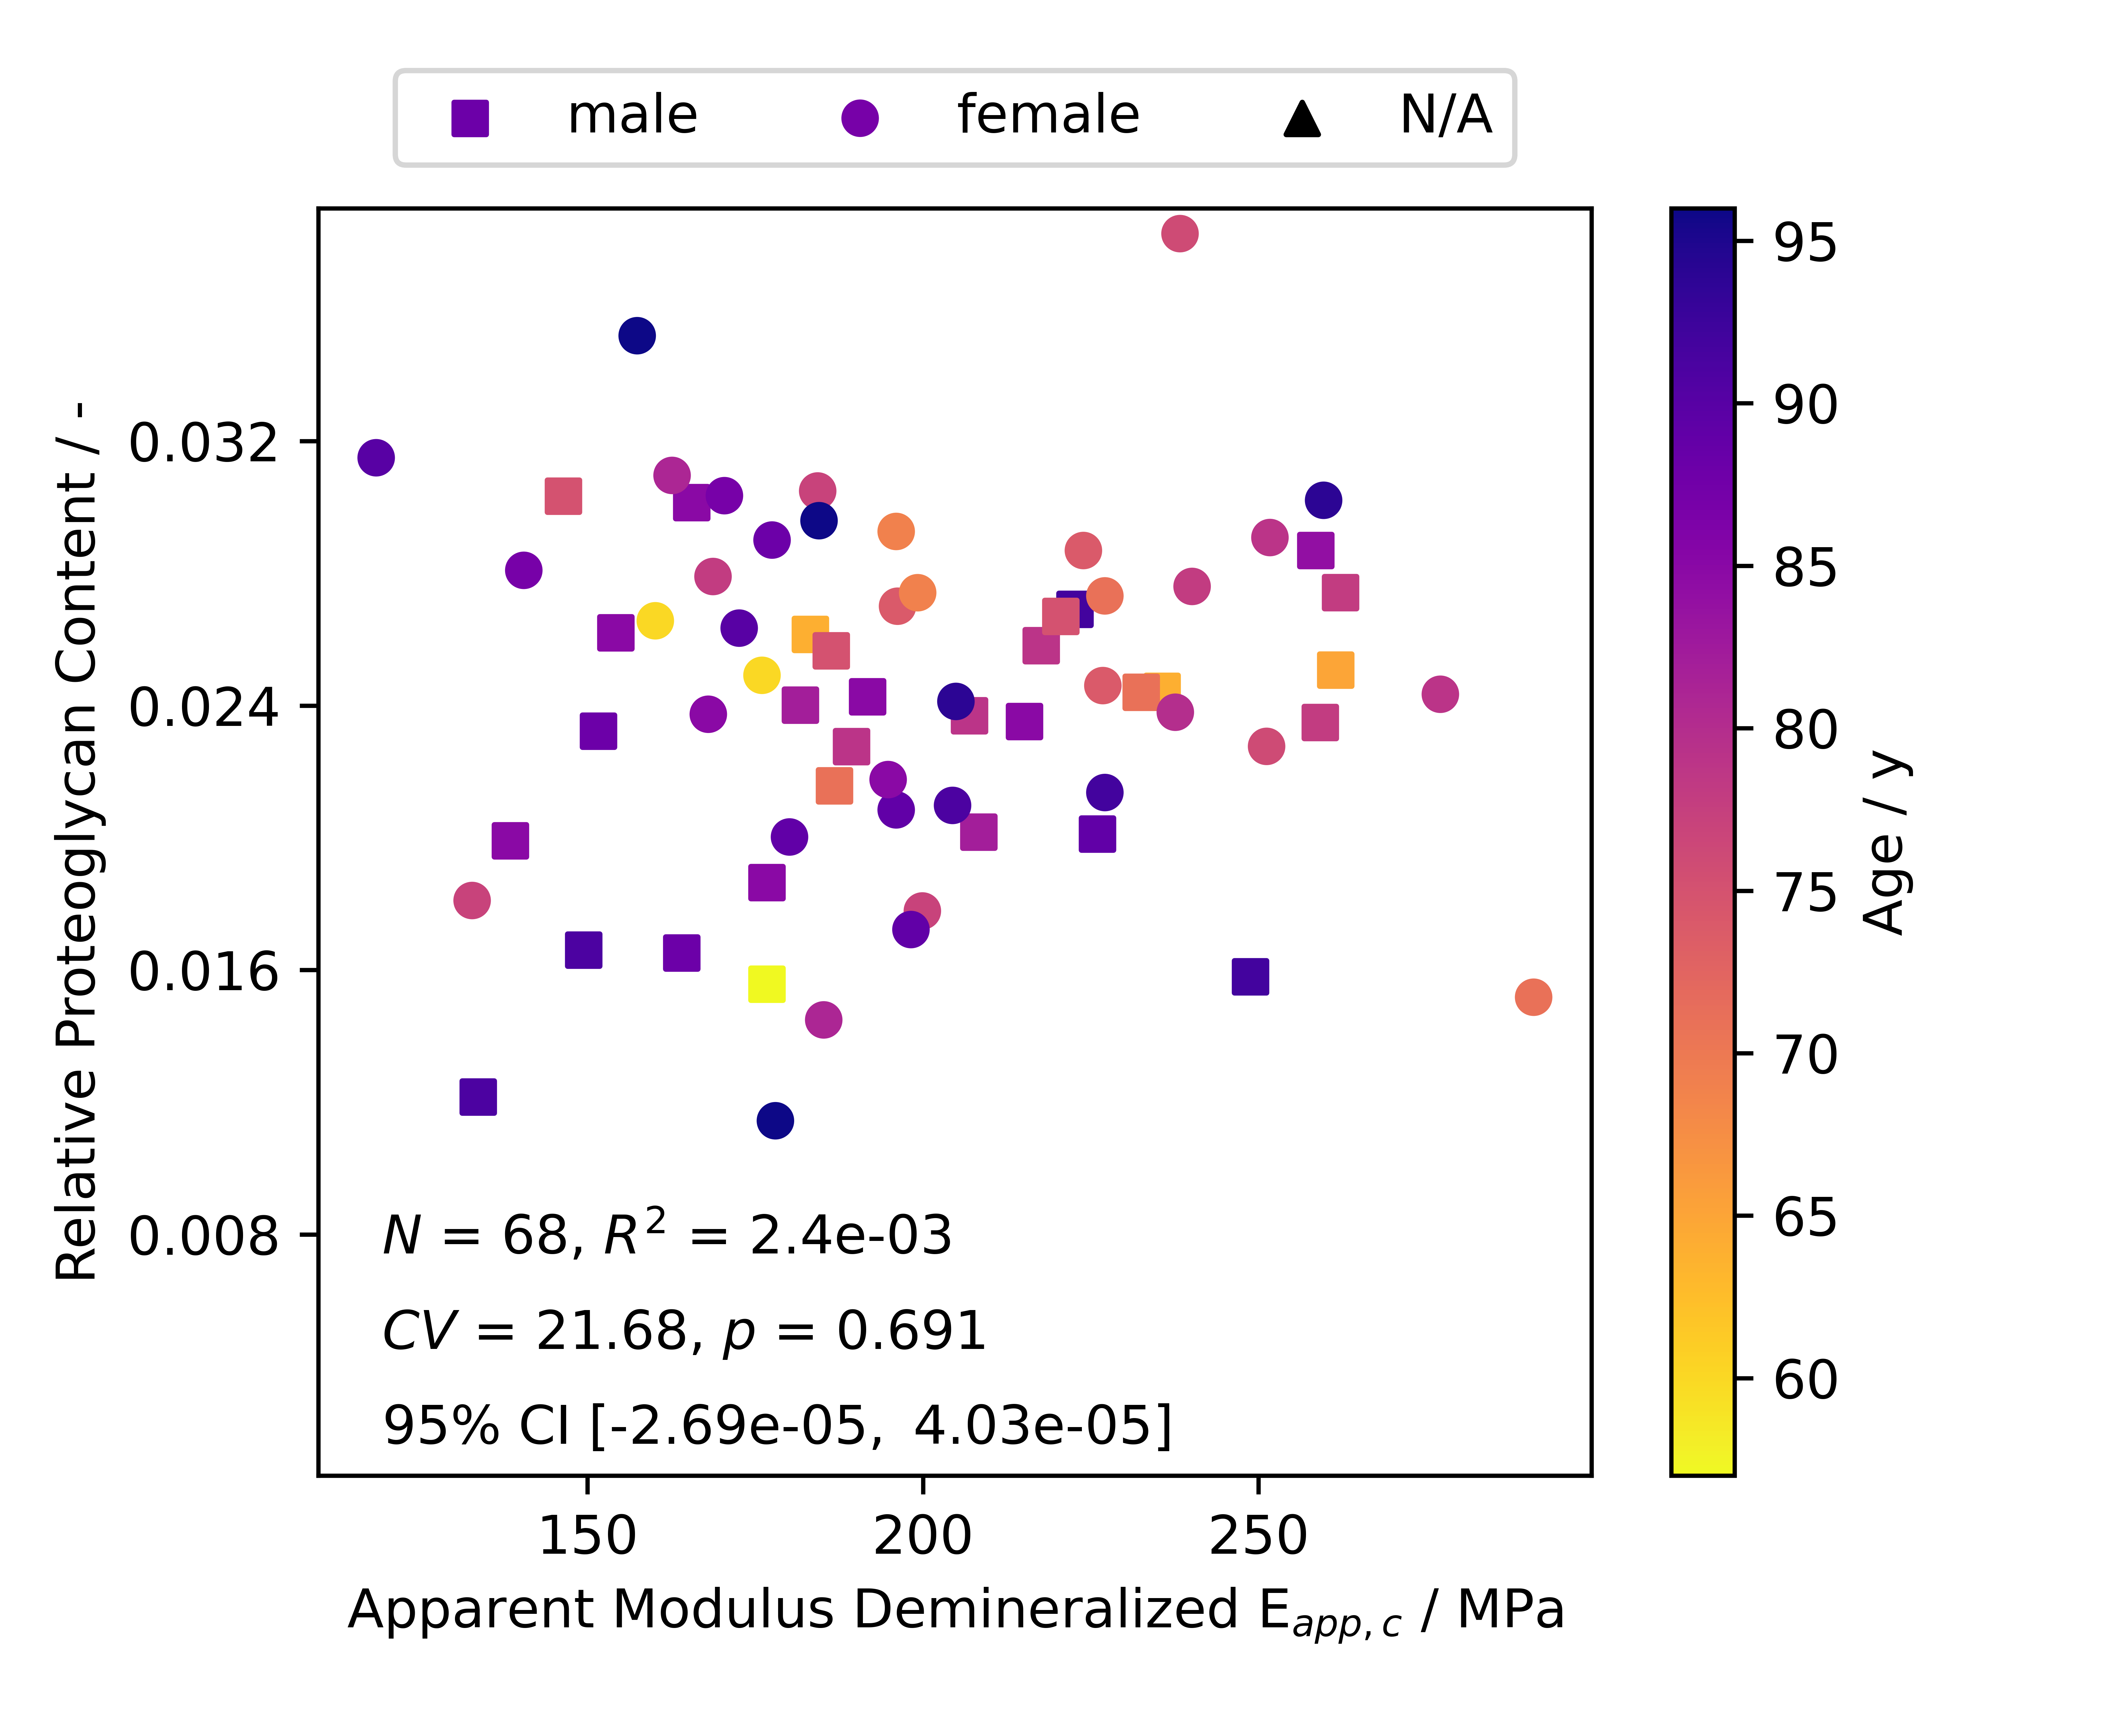 male female N/A
Relative Proteoglycan Content / -
0.032
0.024
0.016
0.008
N = 68, R² = 2.4e-03
CV = 21.68, p = 0.691
95% CI [-2.69e-05, 4.03e-05]
150 200 250
Apparent Modulus Demineralized E_app,c / MPa
95
90
85
80
75
70
65
60
Age / y